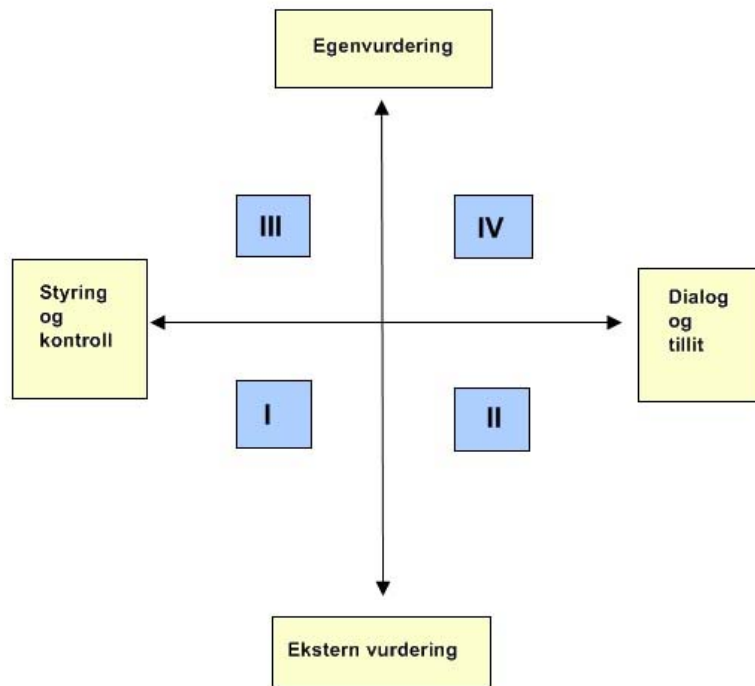 Egenvurdering
III
IV
Styring
og
kontroll
Dialog
og
tillit
I
II
Ekstern vurdering